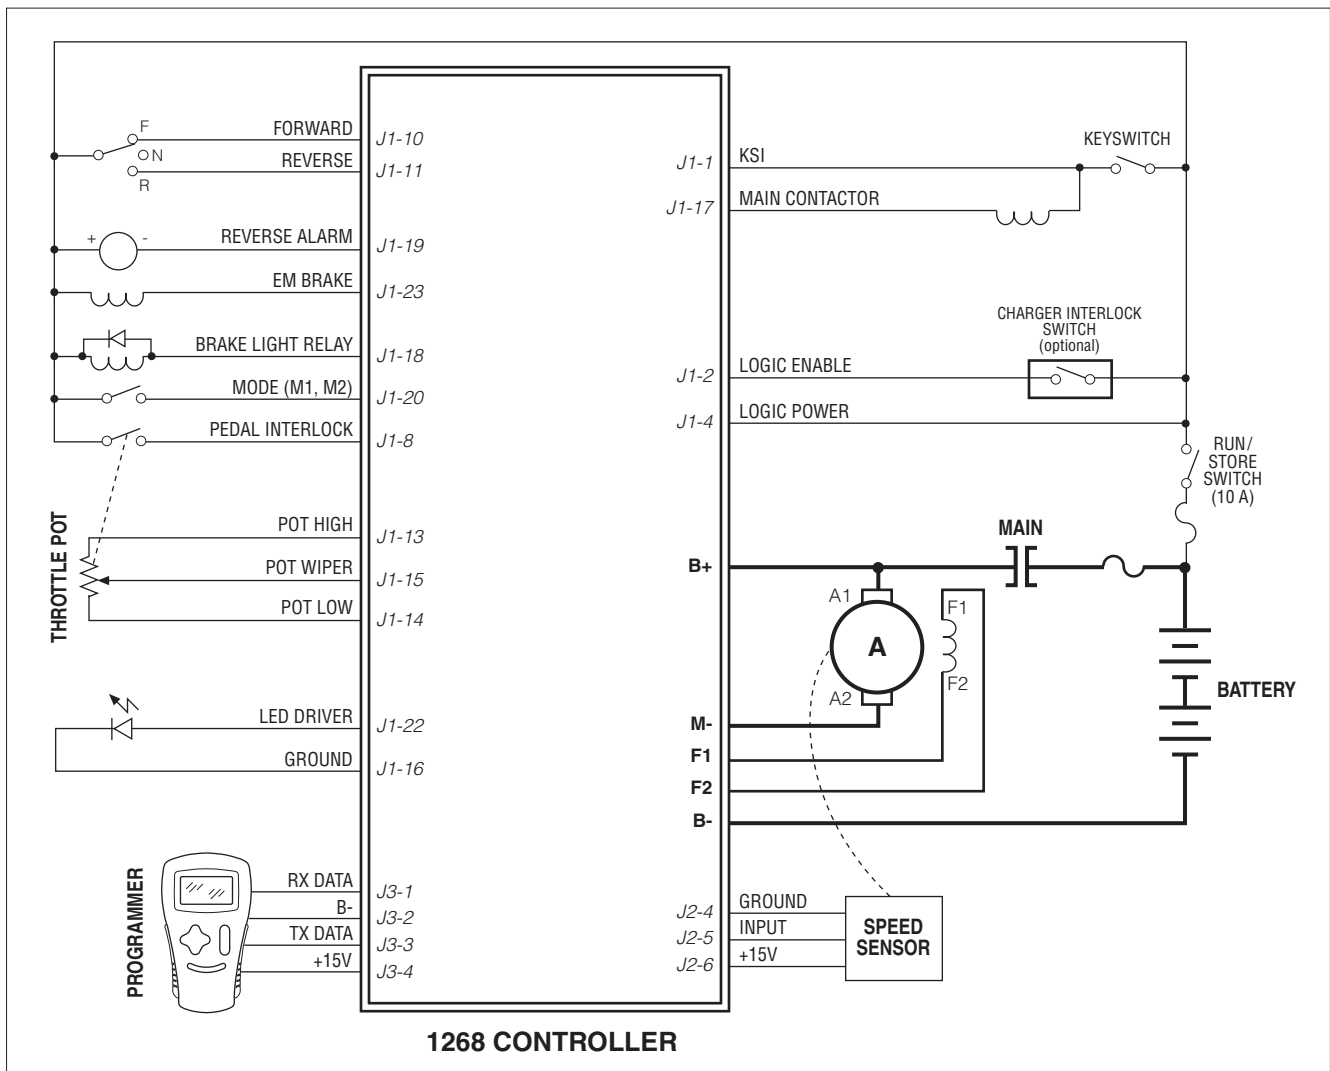 F
FORWARD
J1-10
N
REVERSE
J1-11
R
+
-
REVERSE ALARM
J1-19
EM BRAKE
J1-23
BRAKE LIGHT RELAY
J1-18
MODE (M1, M2)
J1-20
PEDAL INTERLOCK
J1-8
THROTTLE POT
POT HIGH
J1-13
POT WIPER
J1-15
POT LOW
J1-14
LED DRIVER
J1-22
GROUND
J1-16
PROGRAMMER
RX DATA
J3-1
B-
J3-2
TX DATA
J3-3
+15V
J3-4
J1-1
KSI
KEYSWITCH
J1-17
MAIN CONTACTOR
CHARGER INTERLOCK
SWITCH
(optional)
J1-2
LOGIC ENABLE
J1-4
LOGIC POWER
RUN/
STORE
SWITCH
(10 A)
MAIN
B+
A1
A
A2
F1
F2
BATTERY
M-
F1
F2
B-
J2-4
GROUND
J2-5
INPUT
J2-6
+15V
SPEED
SENSOR
1268 CONTROLLER